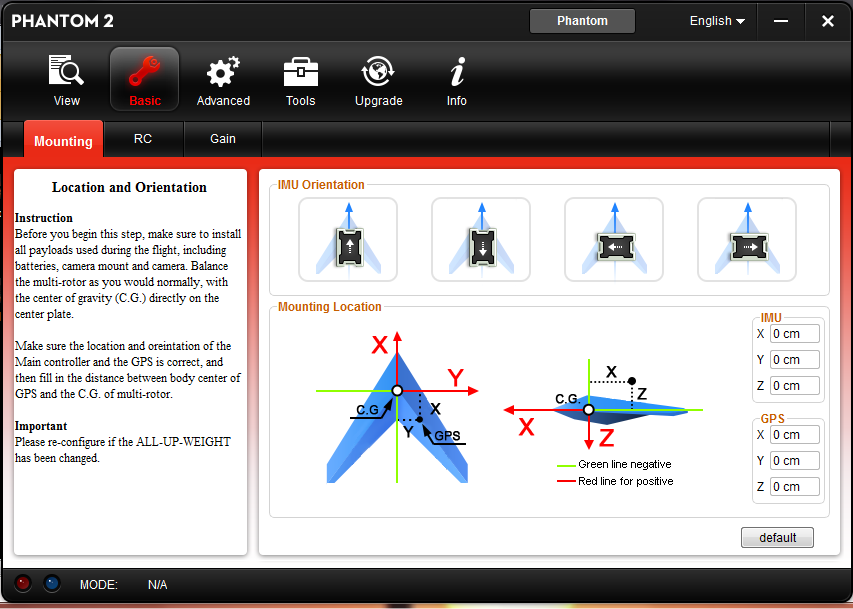 PHANTOM 2
Phantom
English
View
Basic
Advanced
Tools
Upgrade
Info
Mounting
RC
Gain
Location and Orientation
Instruction
Before you begin this step, make sure to install
all payloads used during the flight, including
batteries, camera mount and camera. Balance
the multi-rotor as you would normally, with
the center of gravity (C.G.) directly on the
center plate.
Make sure the location and oreintation of the
Main controller and the GPS is correct, and
then fill in the distance between body center of
GPS and the C.G. of multi-rotor.
Important
Please re-configure if the ALL-UP-WEIGHT
has been changed.
IMU Orientation
Mounting Location
X
Y
C.G
X
Y
GPS
X
C.G.
Z
X
Z
Green line negative
Red line for positive
IMU
X 0 cm
Y 0 cm
Z 0 cm
GPS
X 0 cm
Y 0 cm
Z 0 cm
default
MODE: N/A